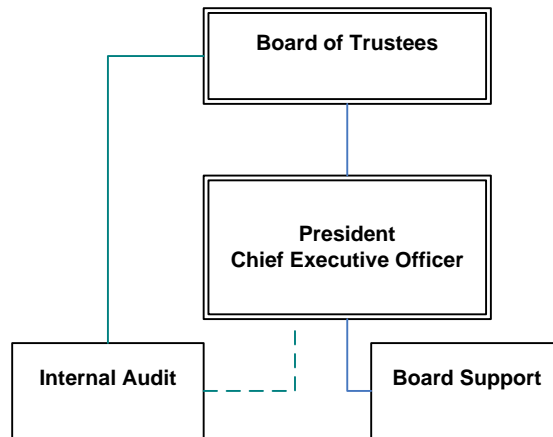 Board of Trustees
President
Chief Executive Officer
Internal Audit
Board Support